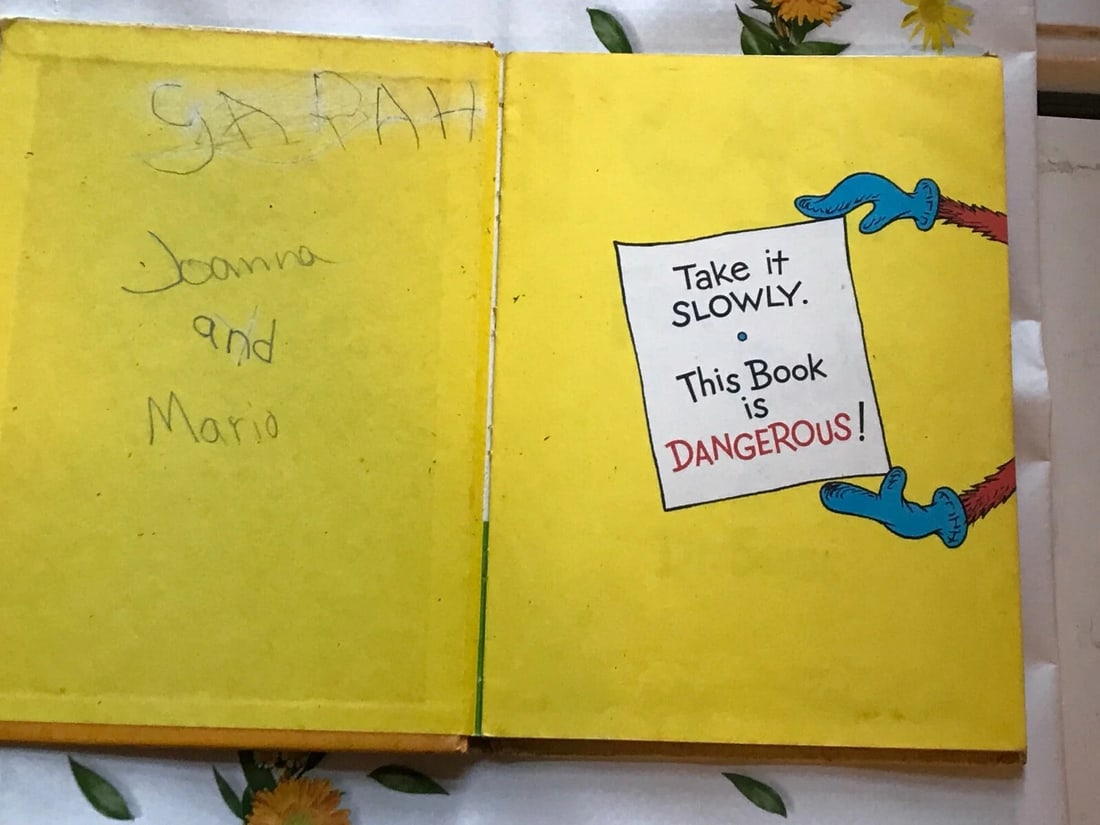 SARAH
Joanna
and
Mario
Take it
SLOWLY.
This Book
is
DANGEROUS!